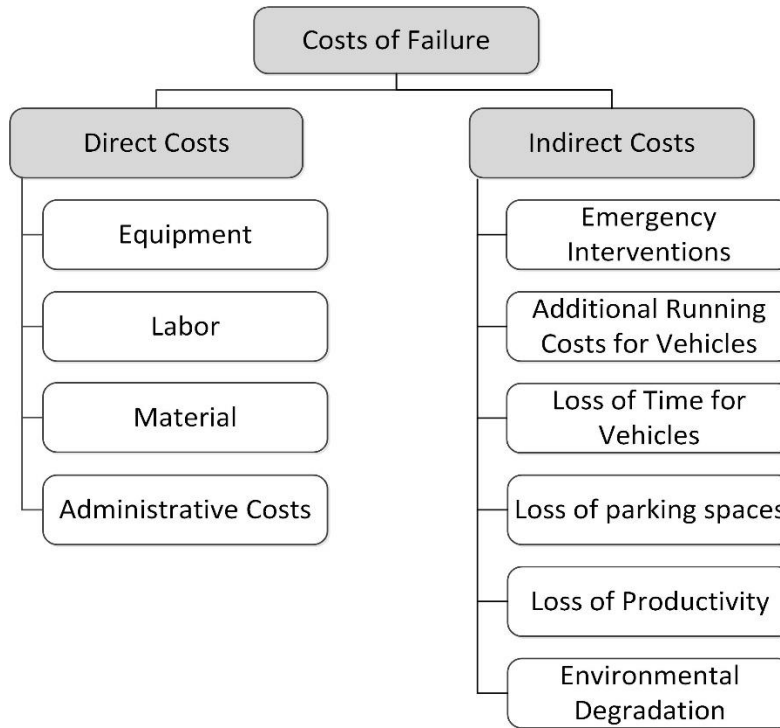 Costs of Failure
Direct Costs
Equipment
Labor
Material
Administrative Costs
Indirect Costs
Emergency
Interventions
Additional Running
Costs for Vehicles
Loss of Time for
Vehicles
Loss of parking spaces
Loss of Productivity
Environmental
Degradation